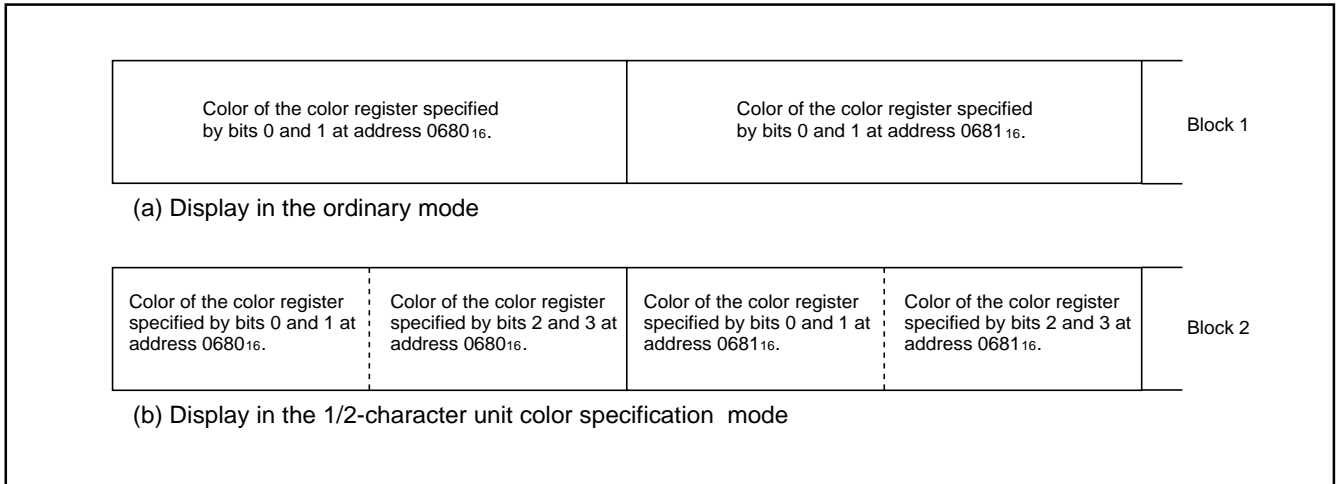 Color of the color register specified
by bits 0 and 1 at address 0680₁₆.
Color of the color register specified
by bits 0 and 1 at address 0681₁₆.
Block 1
(a) Display in the ordinary mode
Color of the color register
specified by bits 0 and 1 at
address 0680₁₆.
Color of the color register
specified by bits 2 and 3 at
address 0680₁₆.
Color of the color register
specified by bits 0 and 1 at
address 0681₁₆.
Color of the color register
specified by bits 2 and 3 at
address 0681₁₆.
Block 2
(b) Display in the 1/2-character unit color specification mode